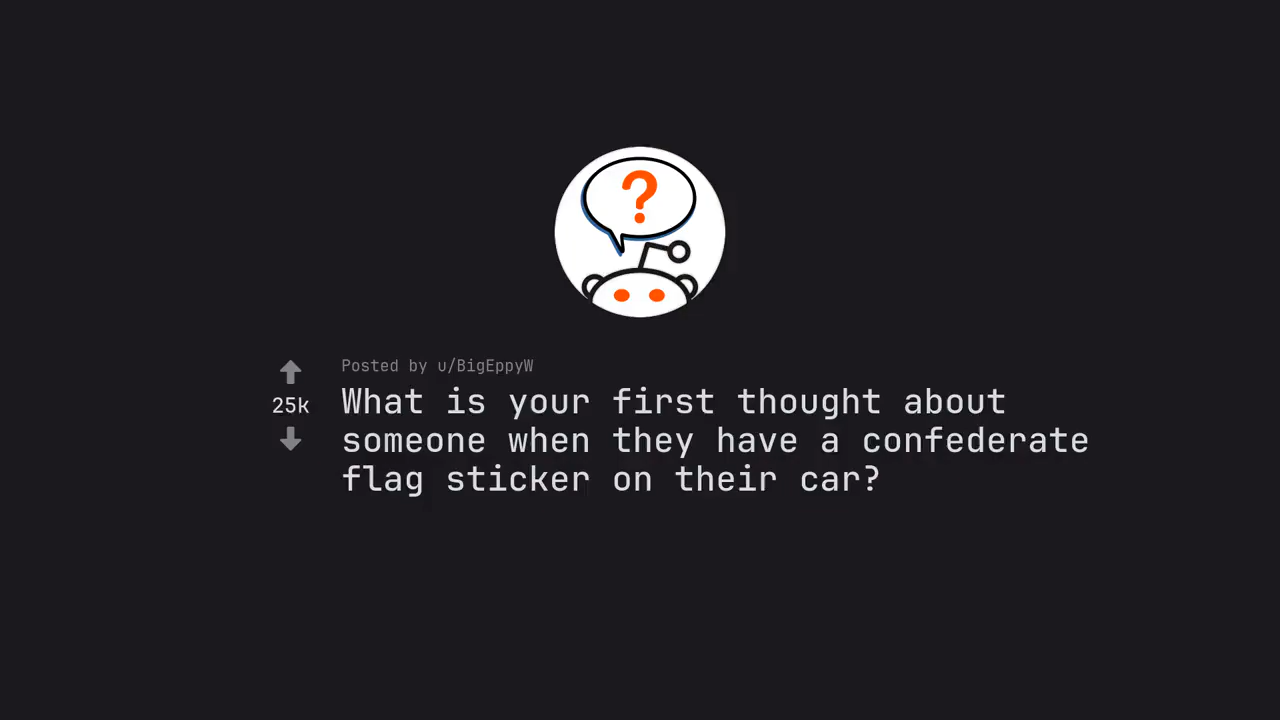 ?
Posted by u/BigEppyW
25k
What is your first thought about
someone when they have a confederate
flag sticker on their car?